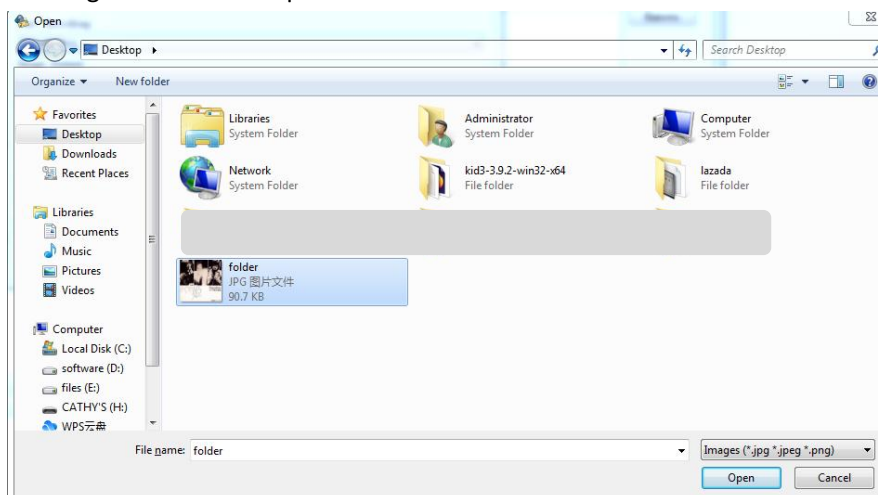 Open
Desktop
Search Desktop
Organize
New folder
Favorites
Desktop
Downloads
Recent Places
Libraries
Documents
Music
Pictures
Videos
Computer
Local Disk (C:)
software (D:)
files (E:)
CATHY'S (H:)
WPS云盘
Libraries
System Folder
Administrator
System Folder
Computer
System Folder
Network
System Folder
kid3-3.9.2-win32-x64
File folder
lazada
File folder
folder
JPG 图片文件
90.7 KB
File name: folder
Images (*.jpg *.jpeg *.png)
Open
Cancel